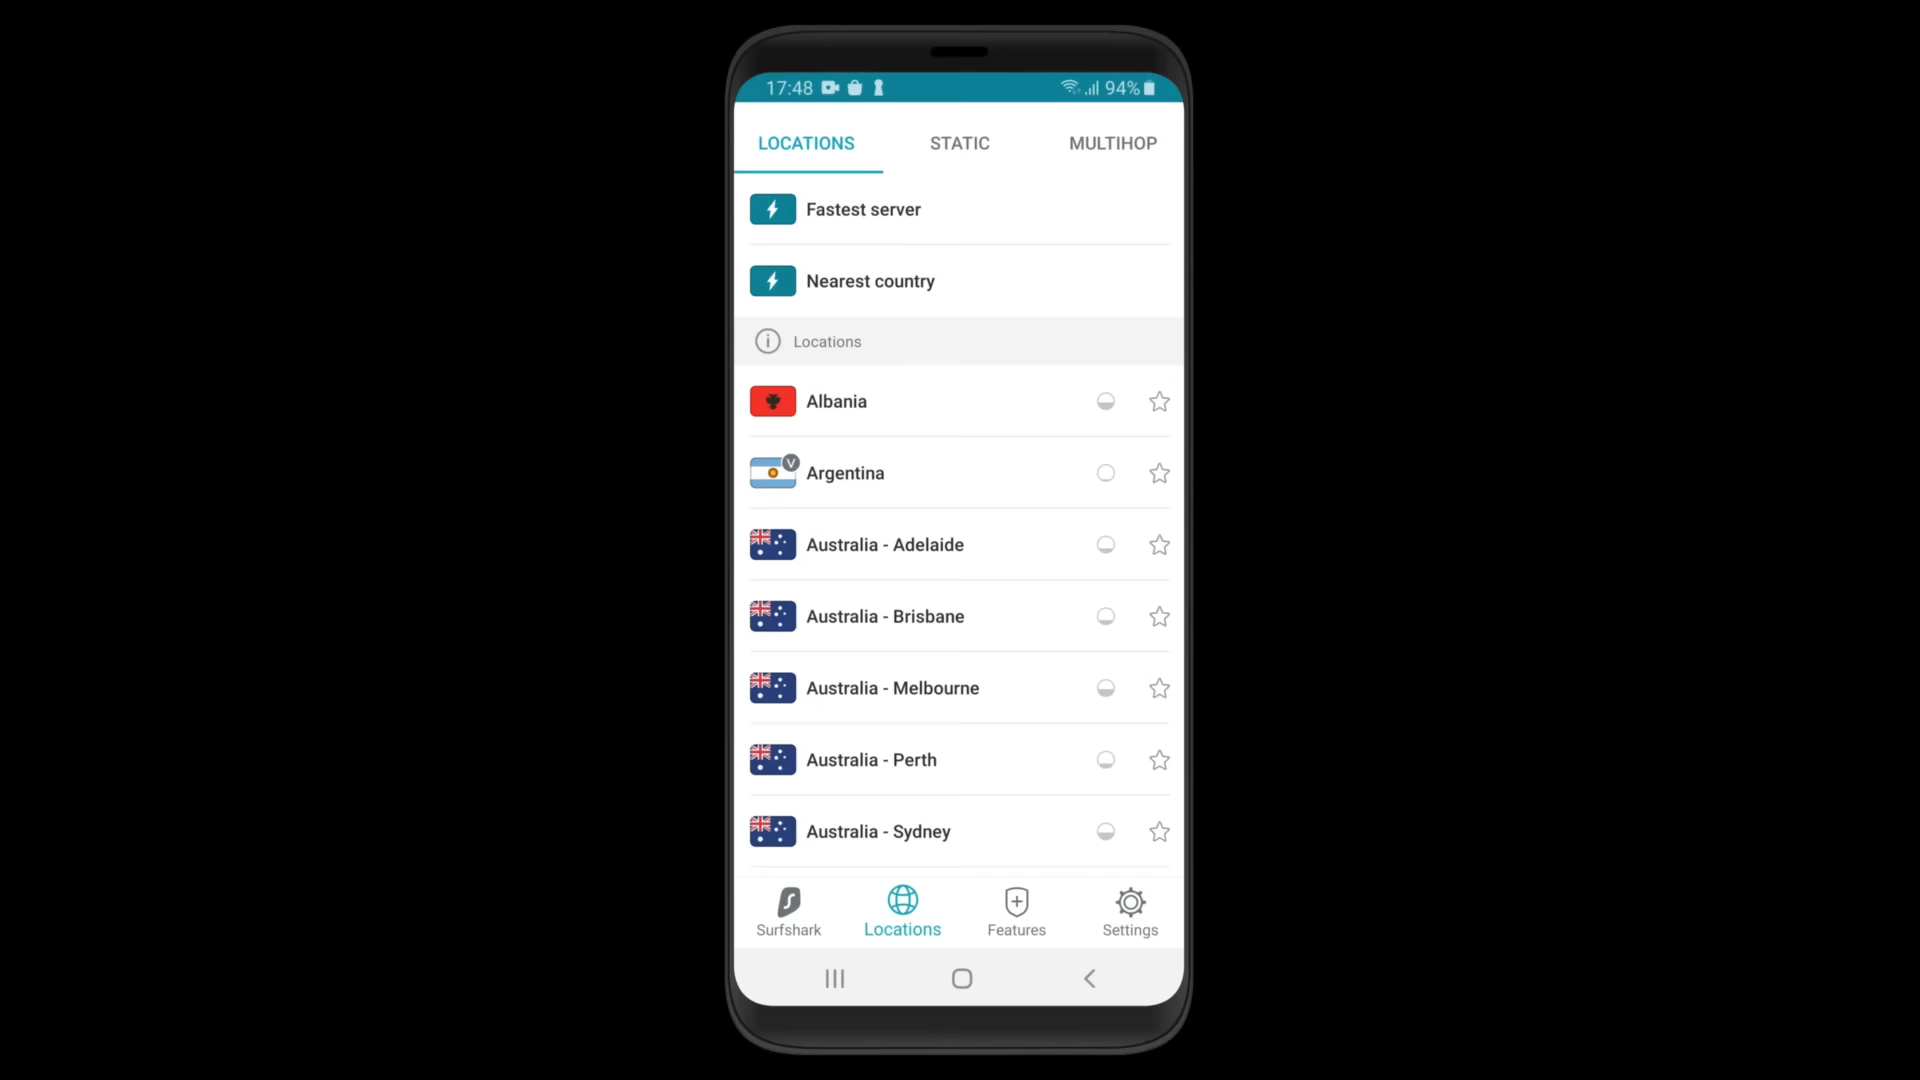 17:48 94%
LOCATIONS STATIC MULTIHOP
Fastest server
Nearest country
Locations
Albania
V
Argentina
Australia - Adelaide
Australia - Brisbane
Australia - Melbourne
Australia - Perth
Australia - Sydney
Surfshark Locations Features Settings